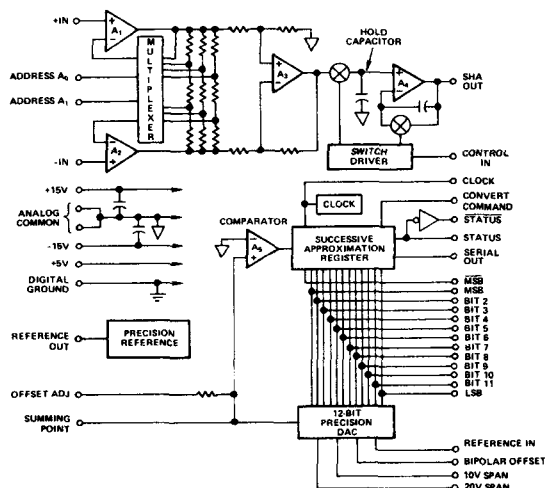 +IN
A1
MULTIPLEXER
ADDRESS A0
ADDRESS A1
A2
-IN
A3
HOLD
CAPACITOR
A4
SHA
OUT
SWITCH
DRIVER
CONTROL
IN
+15V
ANALOG
COMMON
-15V
+5V
DIGITAL
GROUND
CLOCK
CLOCK
CONVERT
COMMAND
STATUS
STATUS
SERIAL
OUT
COMPARATOR
A5
SUCCESSIVE
APPROXIMATION
REGISTER
MSB
MSB
BIT 2
BIT 3
BIT 4
BIT 5
BIT 6
BIT 7
BIT 8
BIT 9
BIT 10
BIT 11
LSB
REFERENCE
OUT
PRECISION
REFERENCE
OFFSET ADJ
SUMMING
POINT
12-BIT
PRECISION
DAC
REFERENCE IN
BIPOLAR OFFSET
10V SPAN
20V SPAN